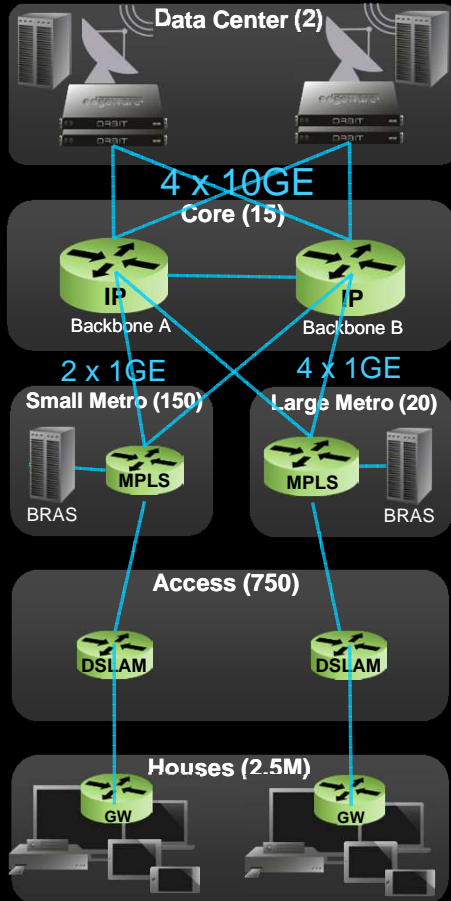 Data Center (2)
edgeware
ORBIT
ORBIT
edgeware
ORBIT
ORBIT
4 x 10GE
Core (15)
IP
IP
Backbone A
Backbone B
2 x 1GE
4 x 1GE
Small Metro (150)
Large Metro (20)
MPLS
MPLS
BRAS
BRAS
Access (750)
DSLAM
DSLAM
Houses (2.5M)
GW
GW